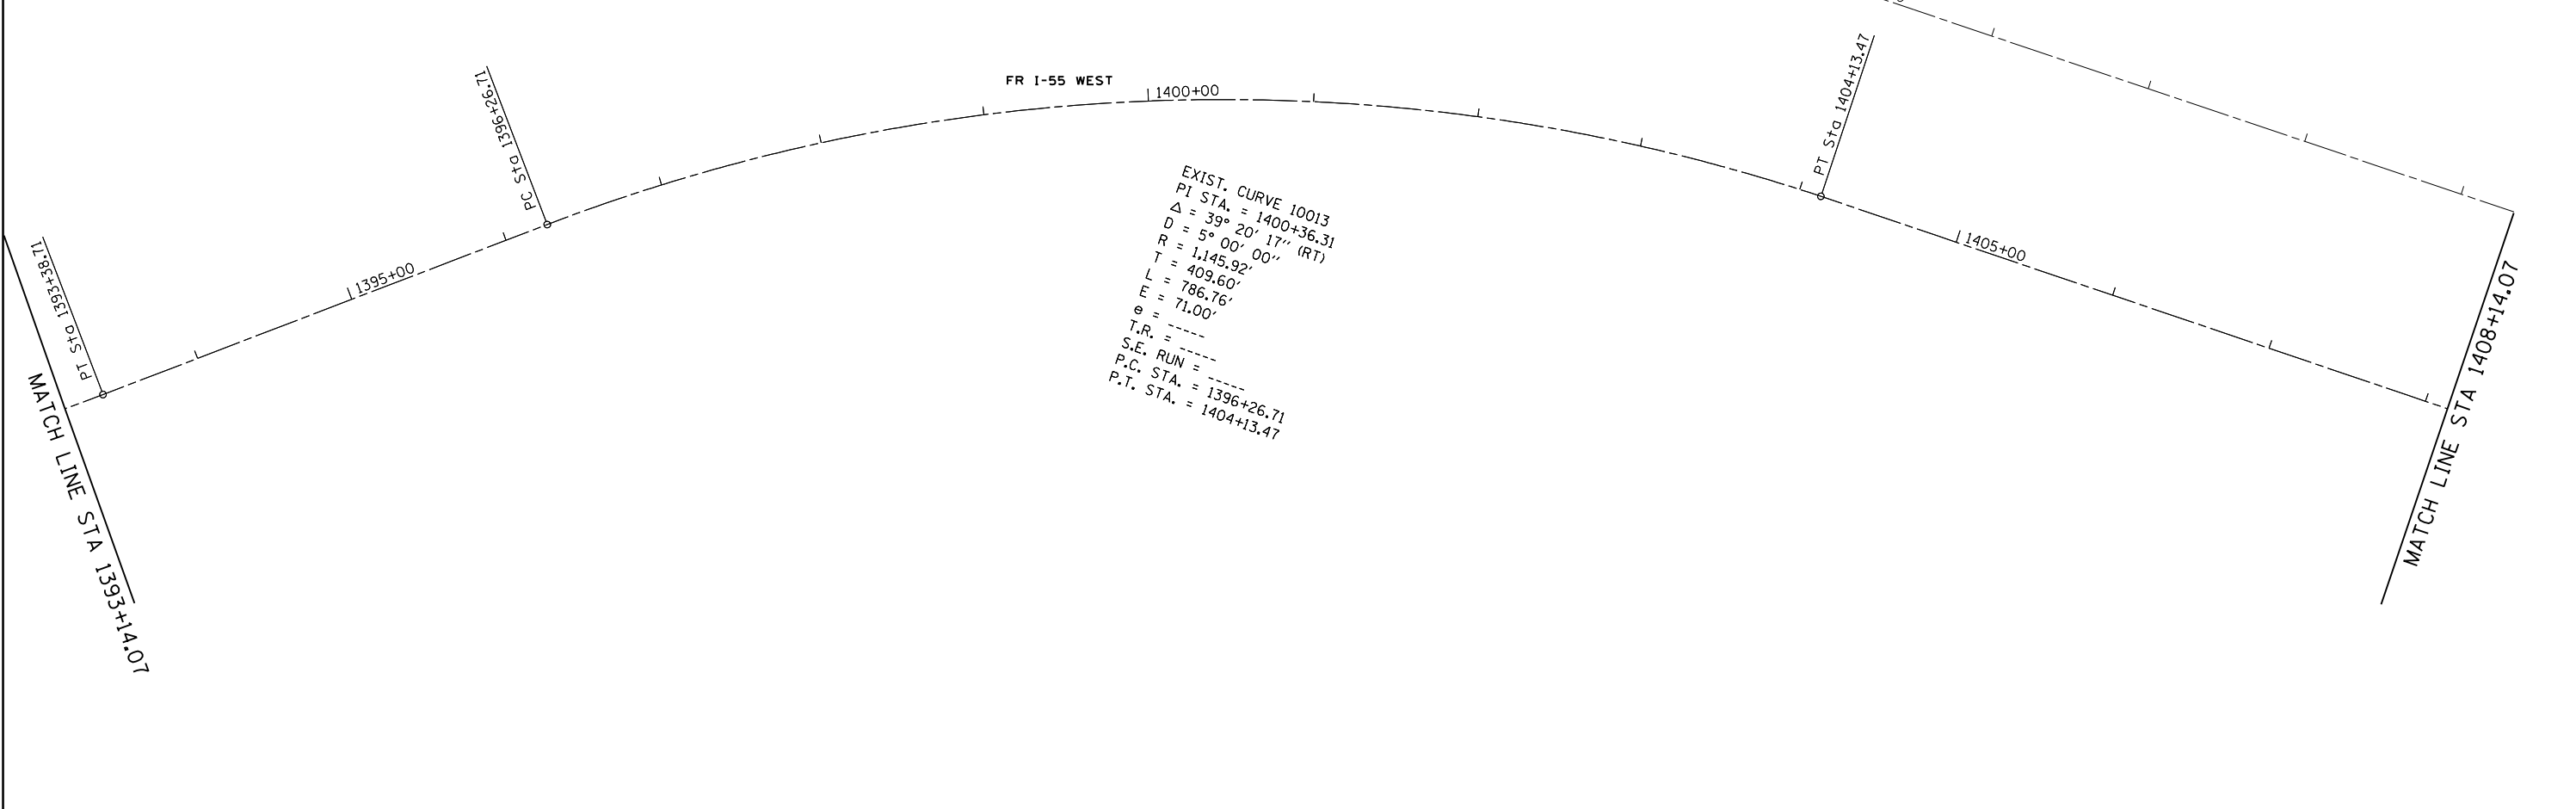 FR I-55 WEST
PT Sta 1393+38.71
1395+00
PC Sta 1396+26.71
1400+00
PT Sta 1404+13.47
1405+00
EXIST. CURVE 10013
PI STA. = 1400+36.31
Δ = 39° 20' 17" (RT)
D = 5° 00' 00"
R = 1,145.92'
T = 409.60'
L = 786.76'
E = 71.00'
e = -----
T.R. = -----
S.E. RUN = -----
P.C. STA. = 1396+26.71
P.T. STA. = 1404+13.47
MATCH LINE STA 1393+14.07
MATCH LINE STA 1408+14.07